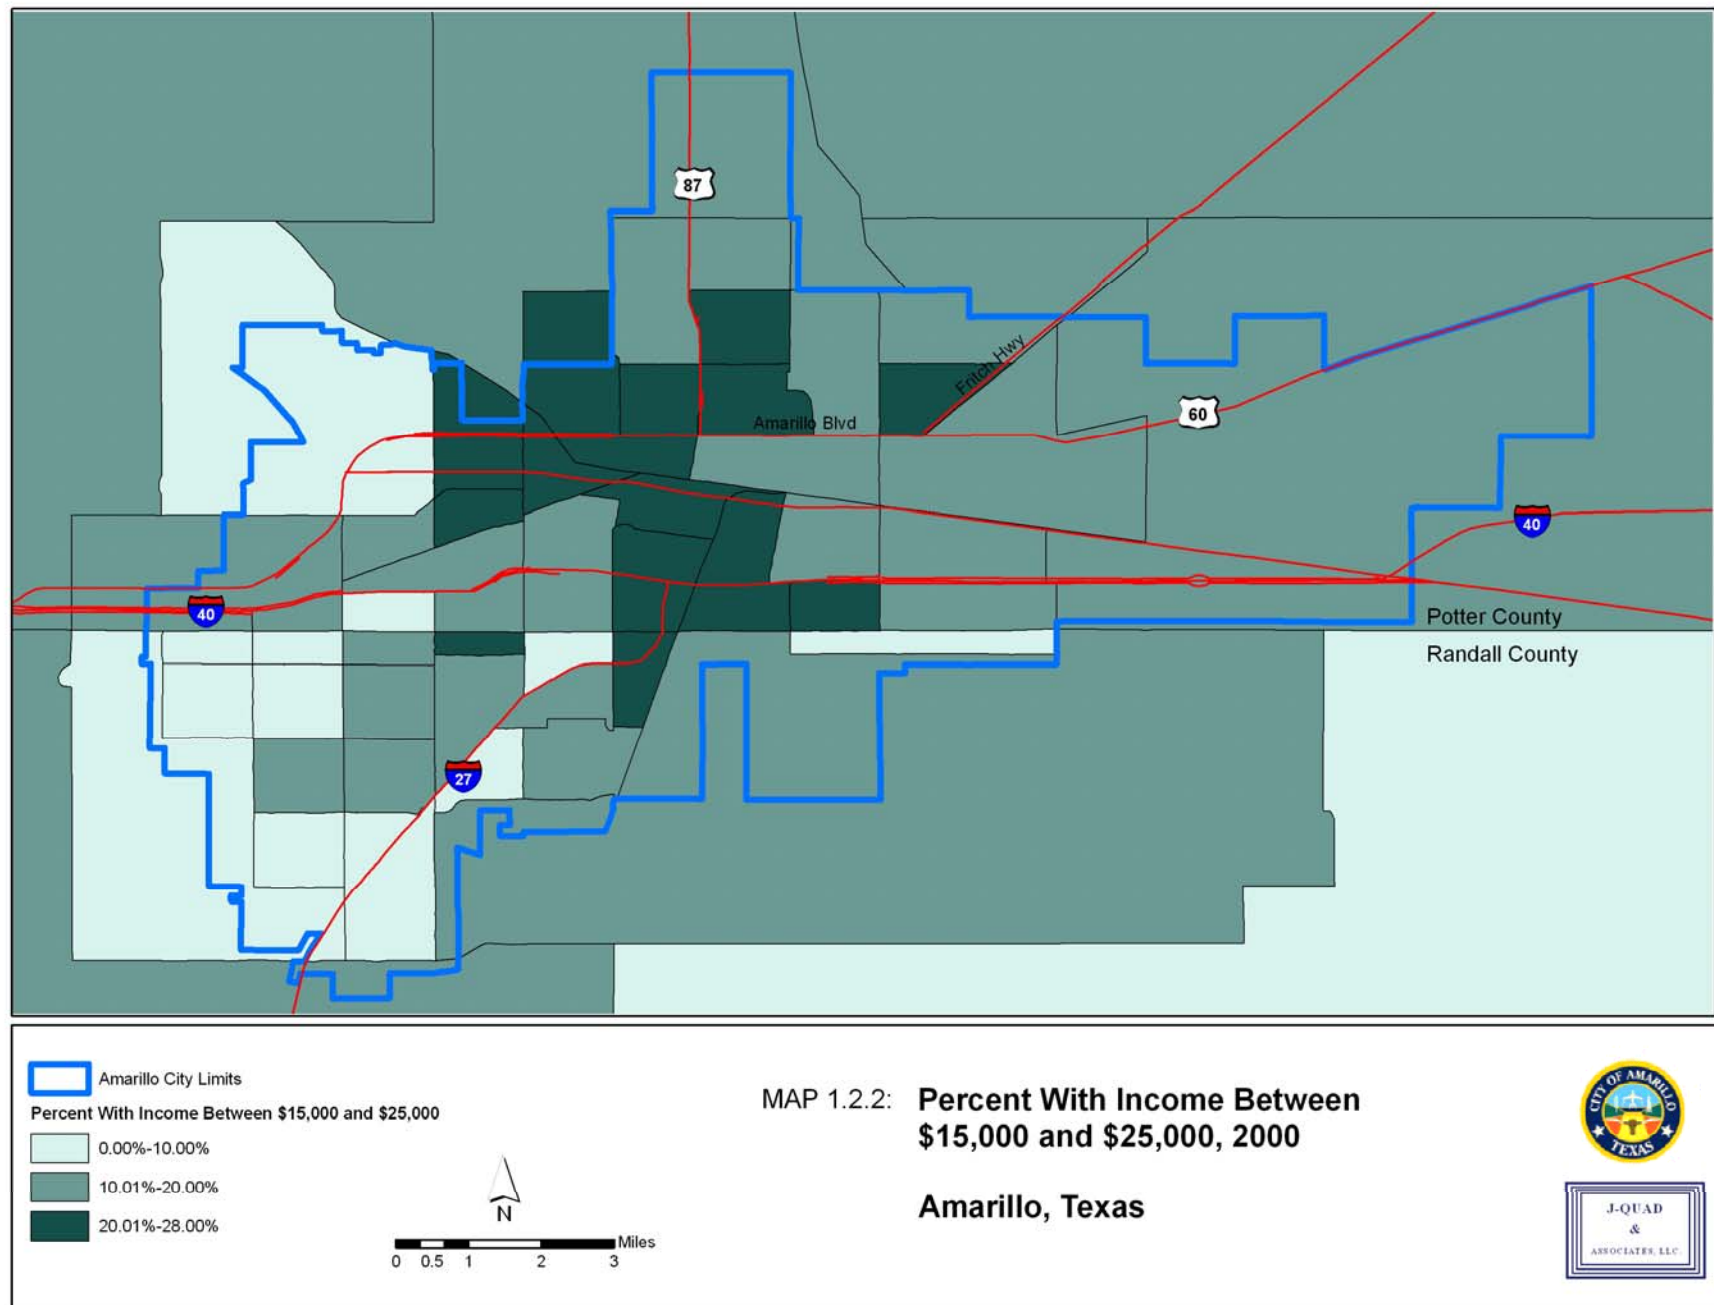 87
Fritch Hwy
Amarillo Blvd
60
40
40
Potter County
Randall County
27
Amarillo City Limits
Percent With Income Between $15,000 and $25,000
0.00%-10.00%
10.01%-20.00%
20.01%-28.00%
N
Miles
0 0.5 1 2 3
MAP 1.2.2: Percent With Income Between
$15,000 and $25,000, 2000
Amarillo, Texas
CITY OF AMARILLO
TEXAS
J-QUAD
&
ASSOCIATES, LLC.